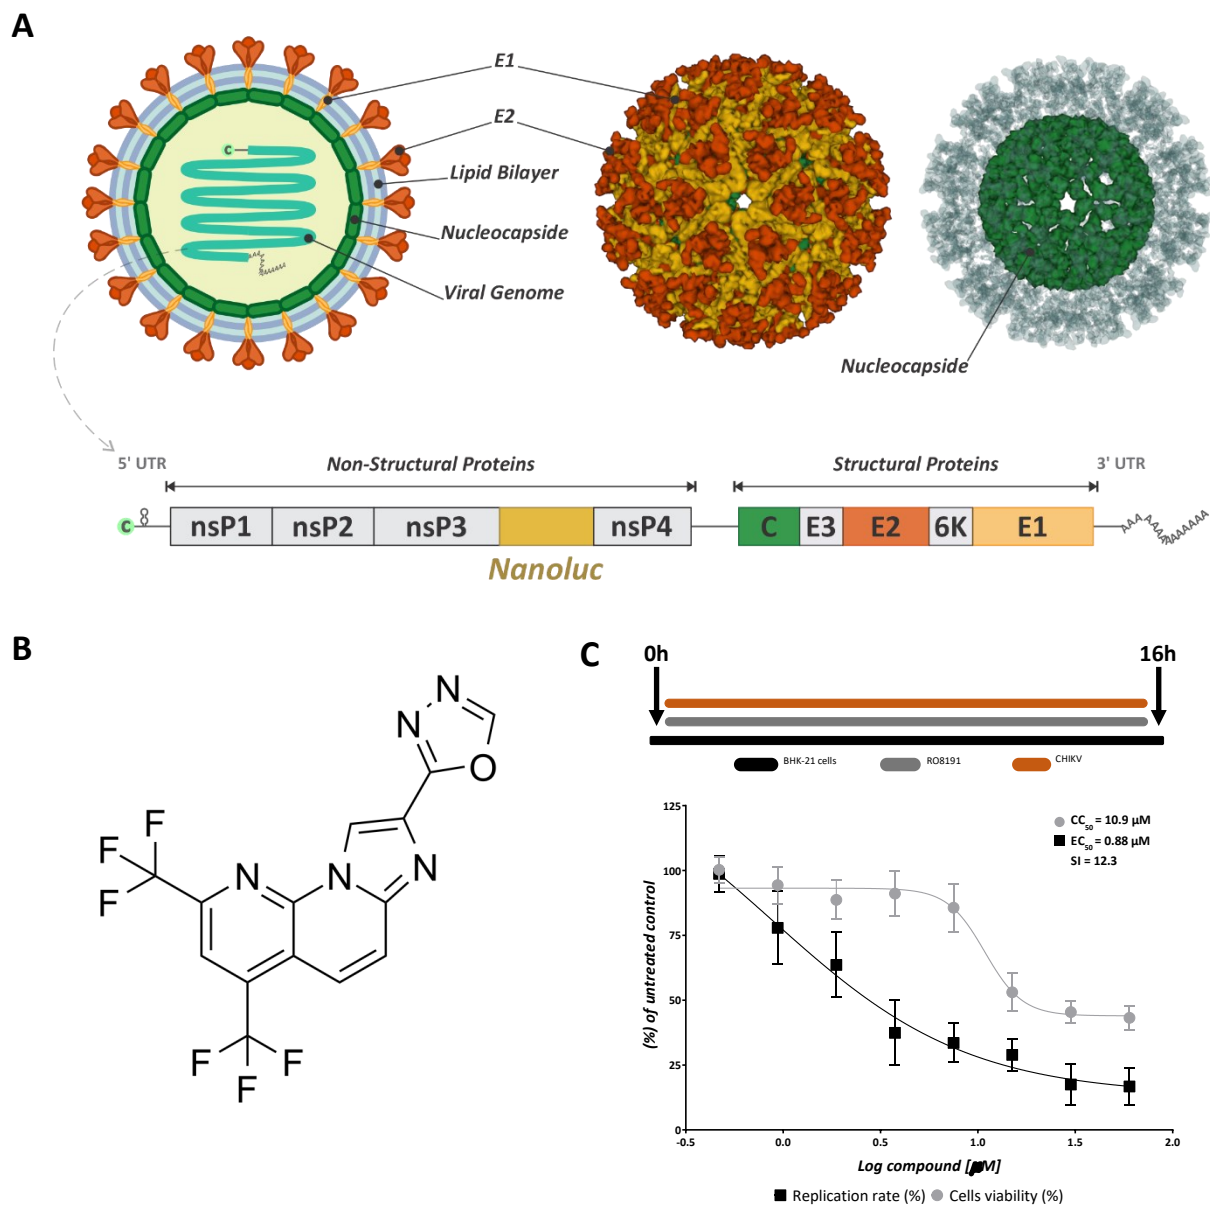 A
E1
E2
Lipid Bilayer
Nucleocapside
Viral Genome
C
Nucleocapside
5' UTR
Non-Structural Proteins
Structural Proteins
3' UTR
C
nsP1
nsP2
nsP3
nsP4
C
E3
E2
6K
E1
AAA AAA AAAAAAAA
Nanoluc
B
N
N
O
N
N
N
F
F
F
F
F
F
C
0h
16h
BHK-21 cells
RO8191
CHIKV
125
100
75
50
25
0
(%) of untreated control
CC50 = 10.9 µM
EC50 = 0.88 µM
SI = 12.3
-0.5
0.0
0.5
1.0
1.5
2.0
Log compound [µM]
Replication rate (%)
Cells viability (%)